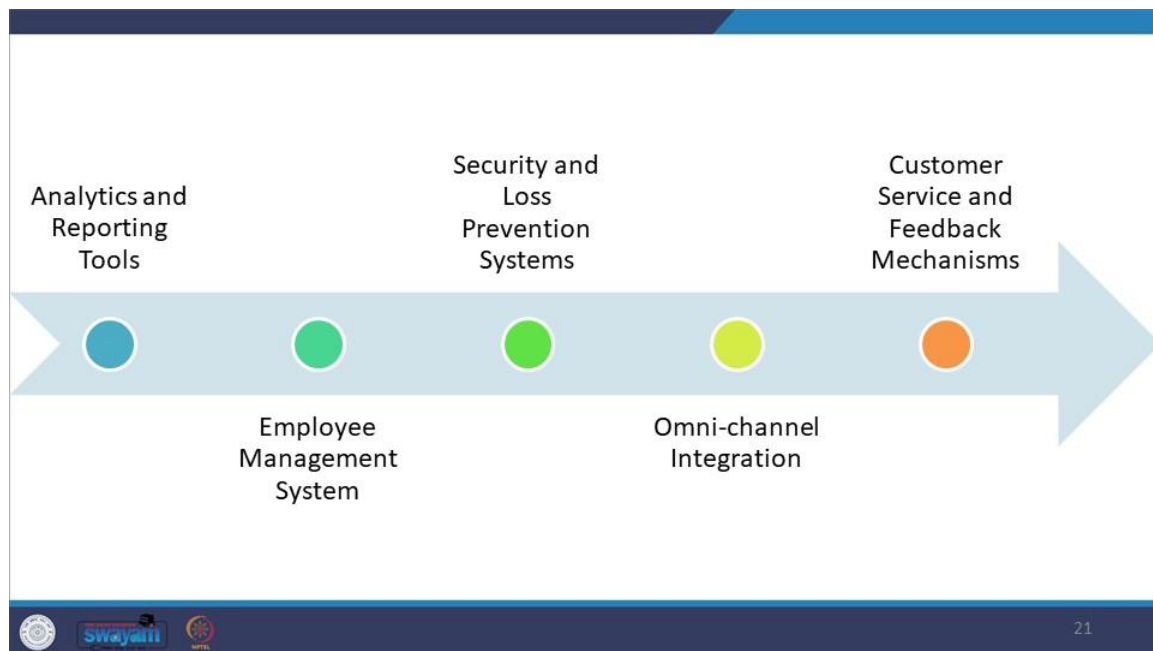 Analytics and
Reporting
Tools
Employee
Management
System
Security and
Loss
Prevention
Systems
Omni-channel
Integration
Customer
Service and
Feedback
Mechanisms
swayam
21